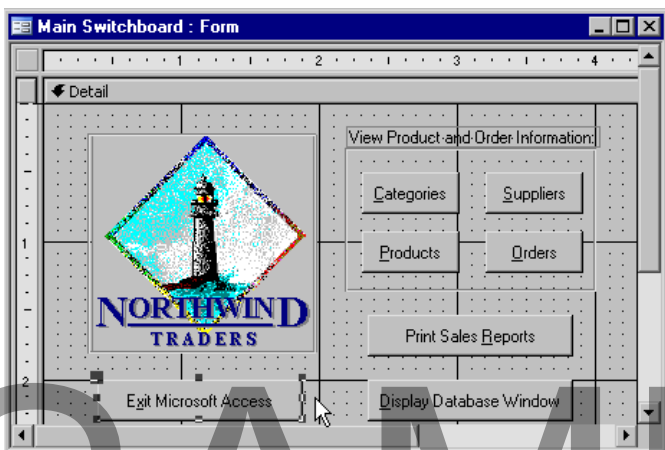 Main Switchboard : Form
1 2 3 4
Detail
View Product and Order Information:
Categories Suppliers
1
Products Orders
NORTHWIND
TRADERS
Print Sales Reports
2
Exit Microsoft Access Display Database Window